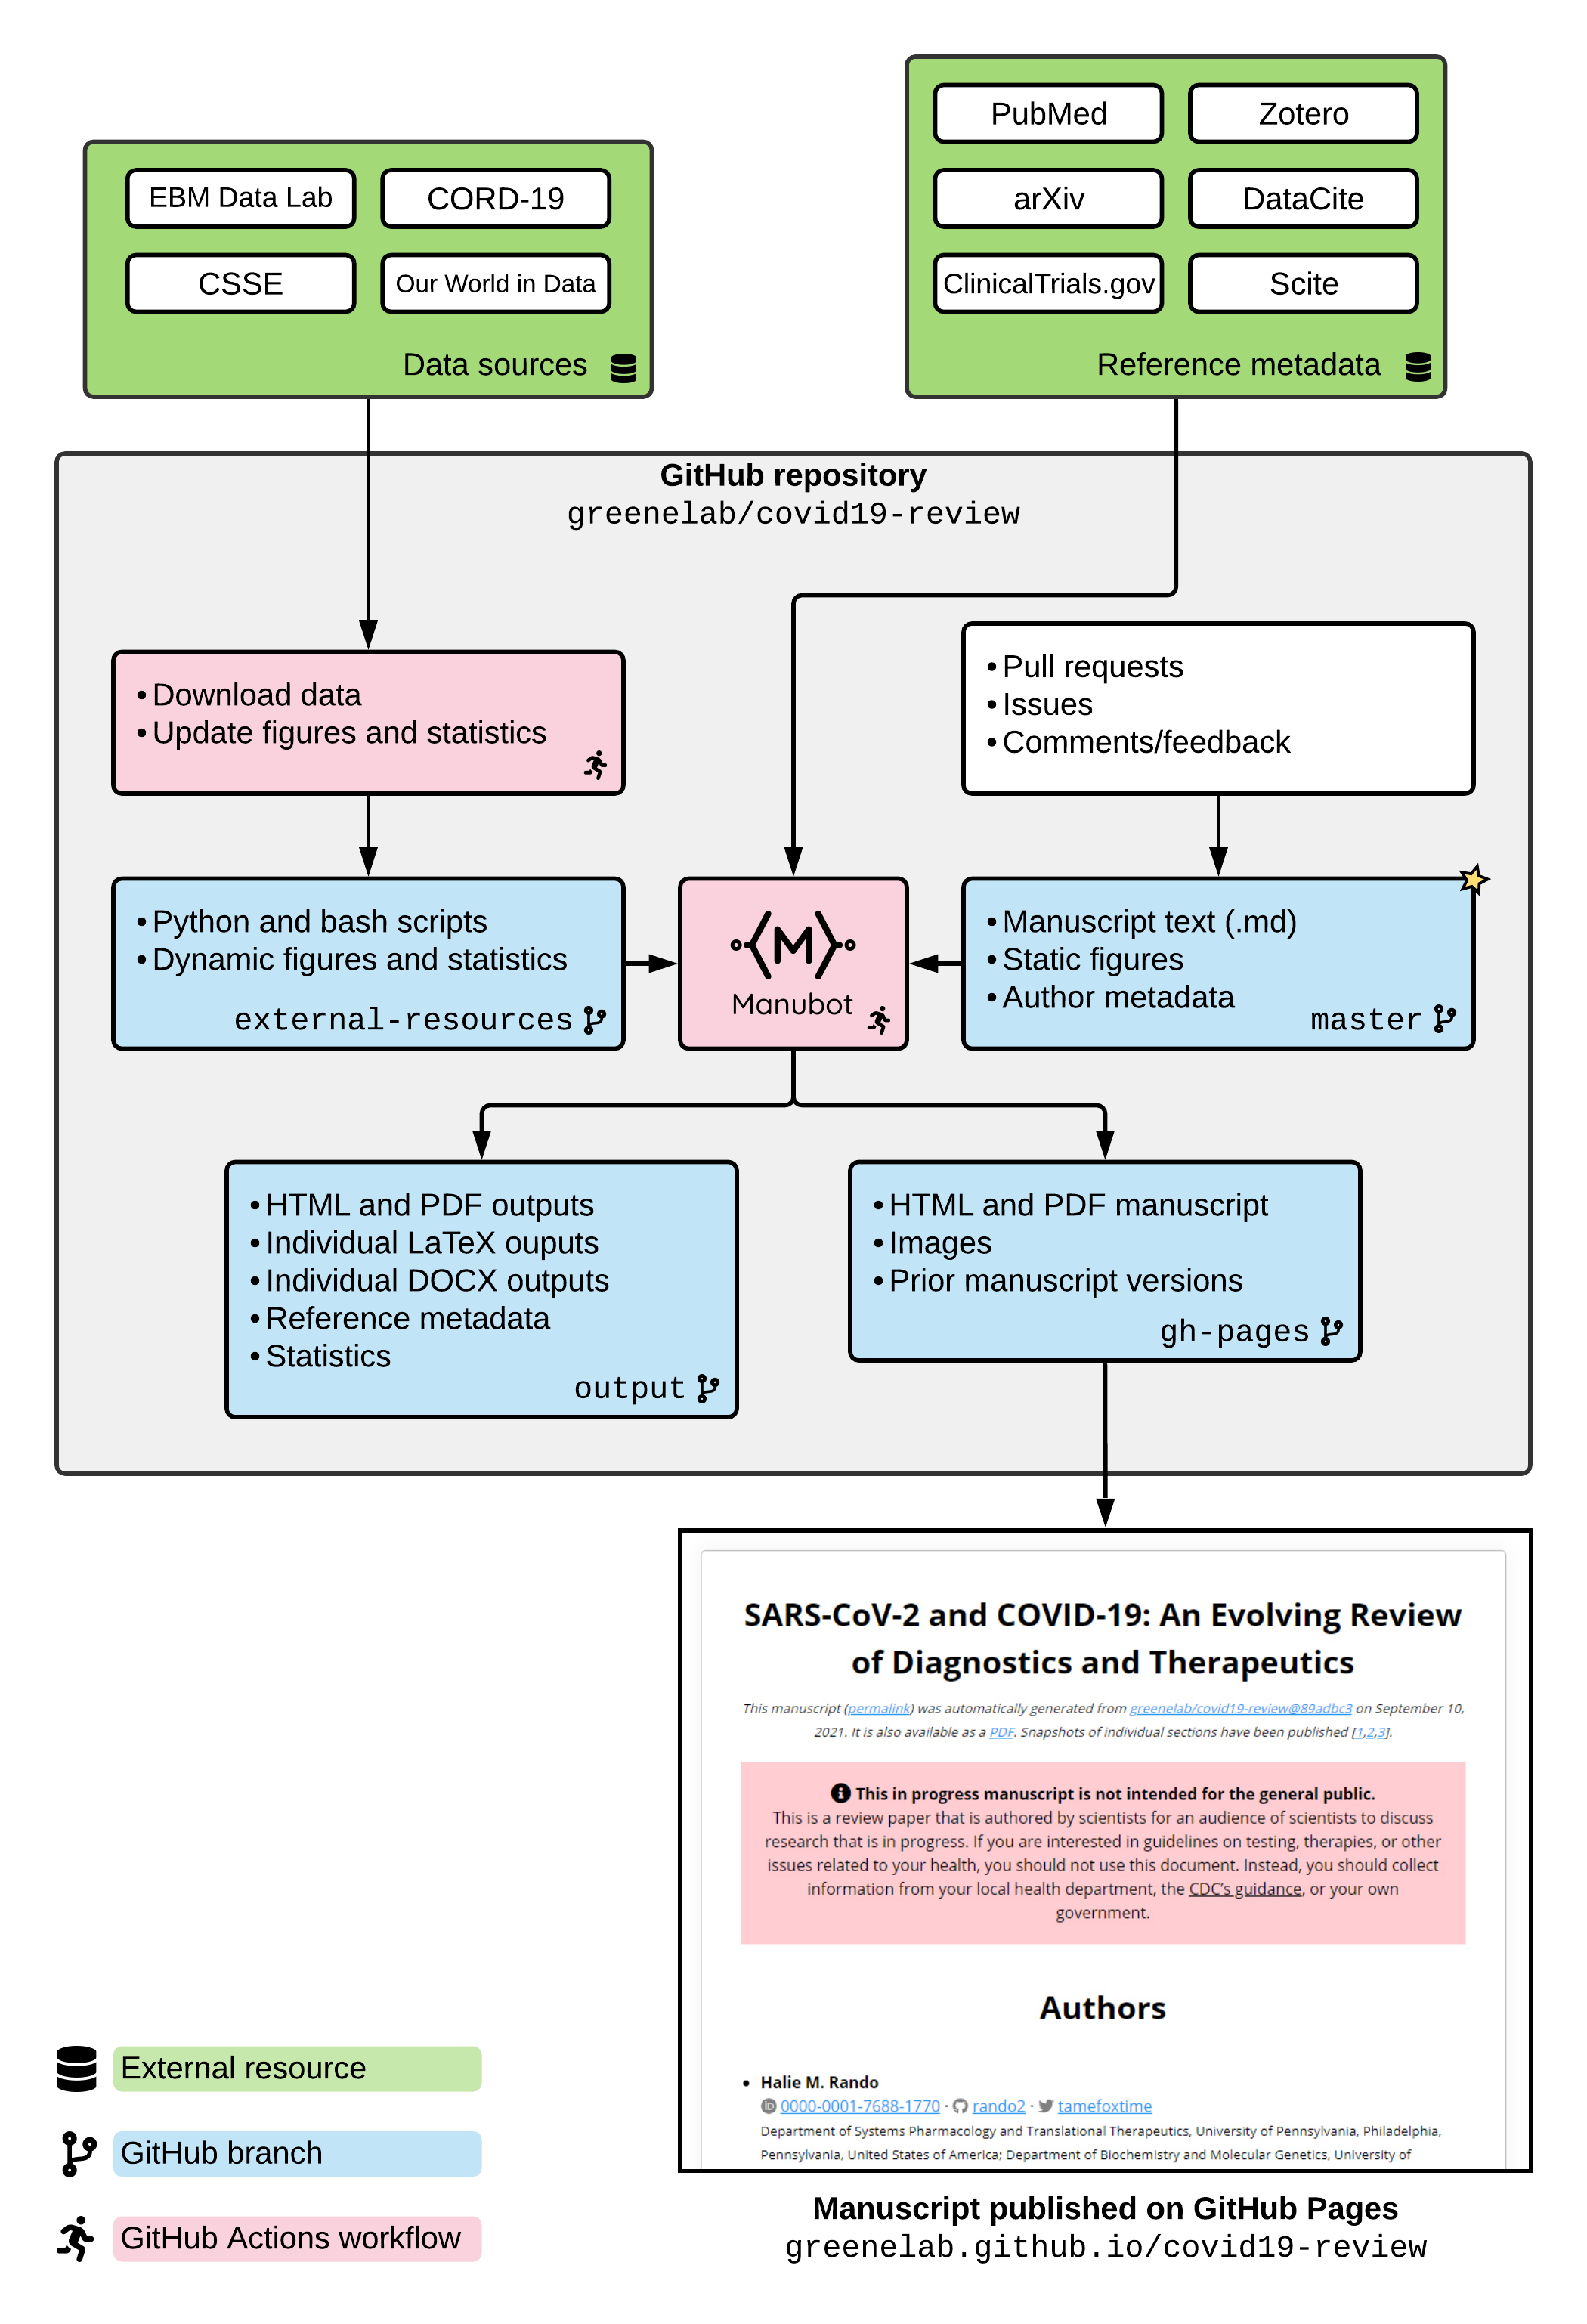 EBM Data Lab
CORD-19
CSSE
Our World in Data
Data sources
PubMed
Zotero
arXiv
DataCite
ClinicalTrials.gov
Scite
Reference metadata
GitHub repository
greenelab/covid19-review
• Download data
• Update figures and statistics
• Pull requests
• Issues
• Comments/feedback
• Python and bash scripts
• Dynamic figures and statistics
external-resources
M
Manubot
• Manuscript text (.md)
• Static figures
• Author metadata
master
• HTML and PDF outputs
• Individual LaTeX ouputs
• Individual DOCX outputs
• Reference metadata
• Statistics
output
• HTML and PDF manuscript
• Images
• Prior manuscript versions
gh-pages
SARS-CoV-2 and COVID-19: An Evolving Review
of Diagnostics and Therapeutics
This manuscript (permalink) was automatically generated from greenelab/covid19-review@89adbc3 on September 10,
2021. It is also available as a PDF. Snapshots of individual sections have been published [1,2,3].
This in progress manuscript is not intended for the general public.
This is a review paper that is authored by scientists for an audience of scientists to discuss
research that is in progress. If you are interested in guidelines on testing, therapies, or other
issues related to your health, you should not use this document. Instead, you should collect
information from your local health department, the CDC's guidance, or your own
government.
Authors
• Halie M. Rando
iD 0000-0001-7688-1770 · rando2 · tamefoxtime
Department of Systems Pharmacology and Translational Therapeutics, University of Pennsylvania, Philadelphia,
Pennsylvania, United States of America; Department of Biochemistry and Molecular Genetics, University of
Manuscript published on GitHub Pages
greenelab.github.io/covid19-review
External resource
GitHub branch
GitHub Actions workflow